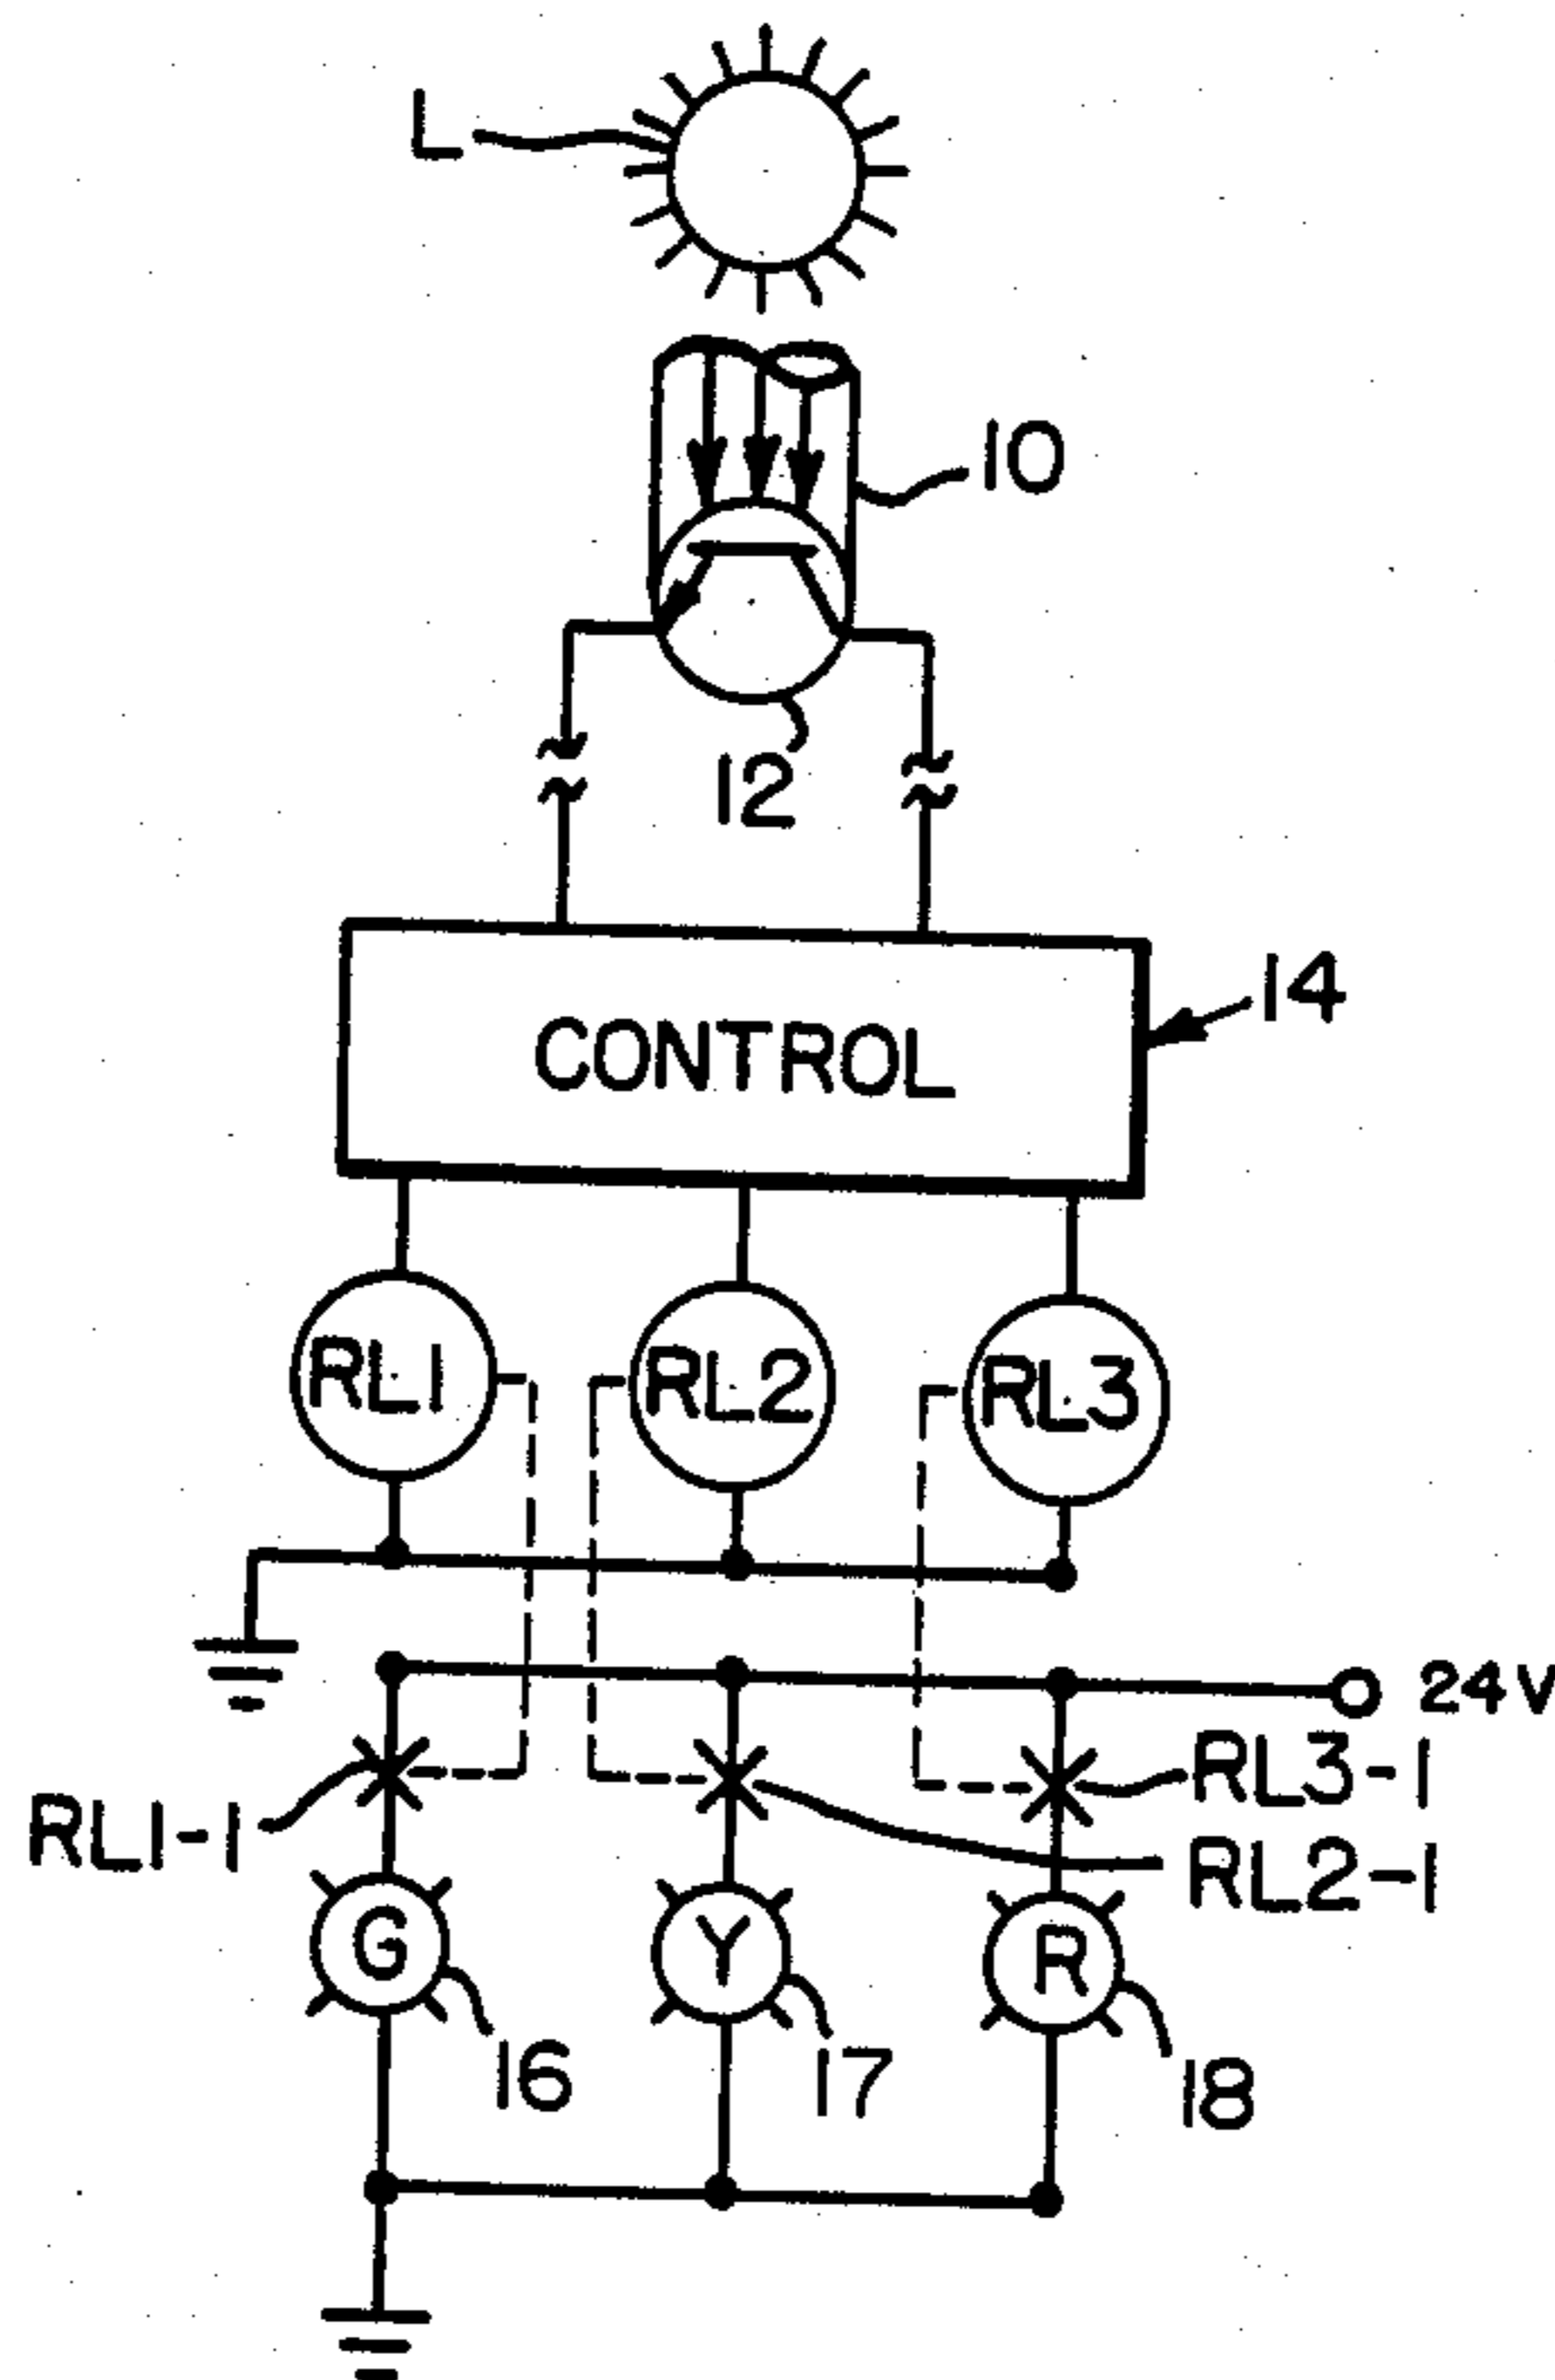 L
10
12
14
CONTROL
RL1
RL2
RL3
24V
RL3-1
RL1-1
RL2-1
G
Y
R
16
17
18